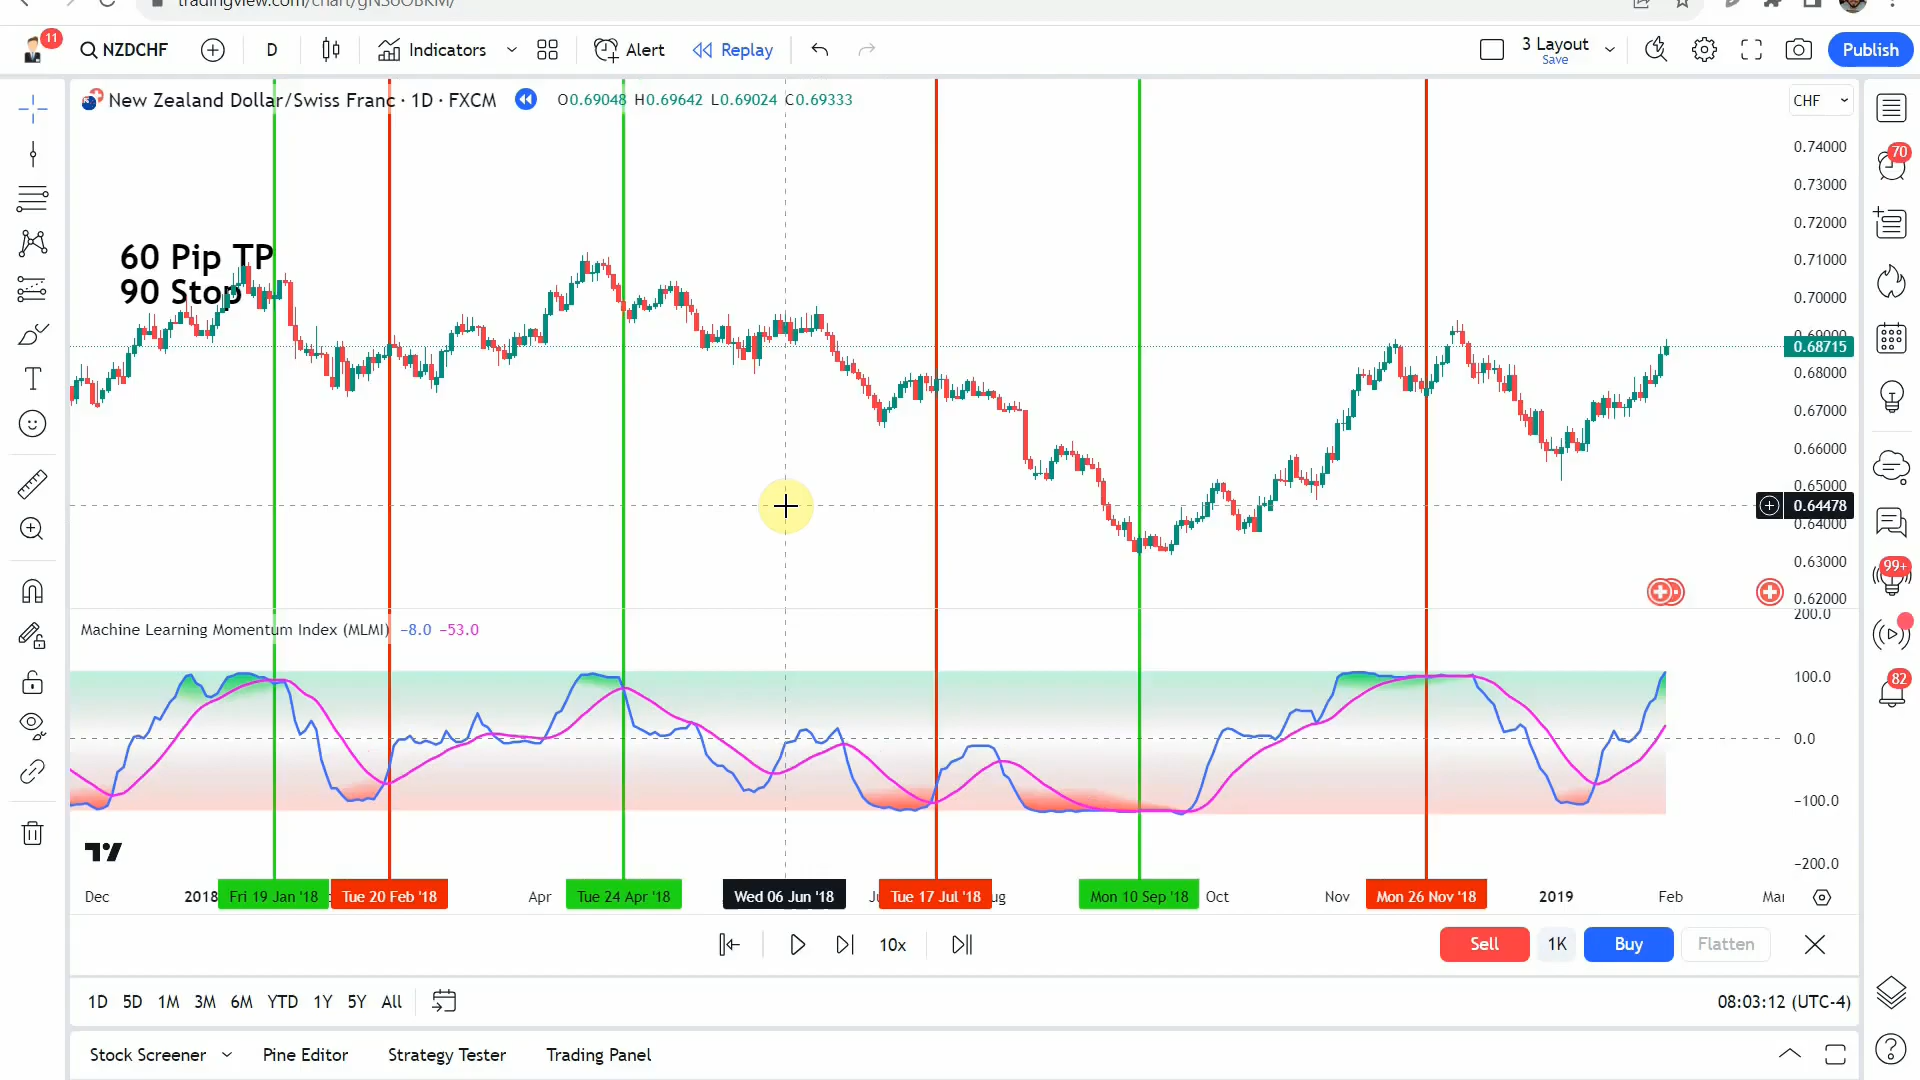 11
NZDCHF
D
Indicators
Alert
Replay
3 Layout
Save
Publish
New Zealand Dollar/Swiss Franc · 1D · FXCM
O0.69048 H0.69642 L0.69024 C0.69333
CHF
70
60 Pip TP
90 Stop
0.74000
0.73000
0.72000
0.71000
0.70000
0.69000
0.68715
0.68000
0.67000
0.66000
0.65000
0.64478
0.64000
0.63000
0.62000
99+
82
Machine Learning Momentum Index (MLMI) −8.0 −53.0
200.0
100.0
0.0
−100.0
−200.0
Dec 2018 Fri 19 Jan '18 Tue 20 Feb '18 Apr Tue 24 Apr '18 Wed 06 Jun '18 Tue 17 Jul '18 Mon 10 Sep '18 Oct Nov Mon 26 Nov '18 2019 Feb
10x
Sell 1K Buy Flatten
1D 5D 1M 3M 6M YTD 1Y 5Y All
08:03:12 (UTC-4)
Stock Screener Pine Editor Strategy Tester Trading Panel